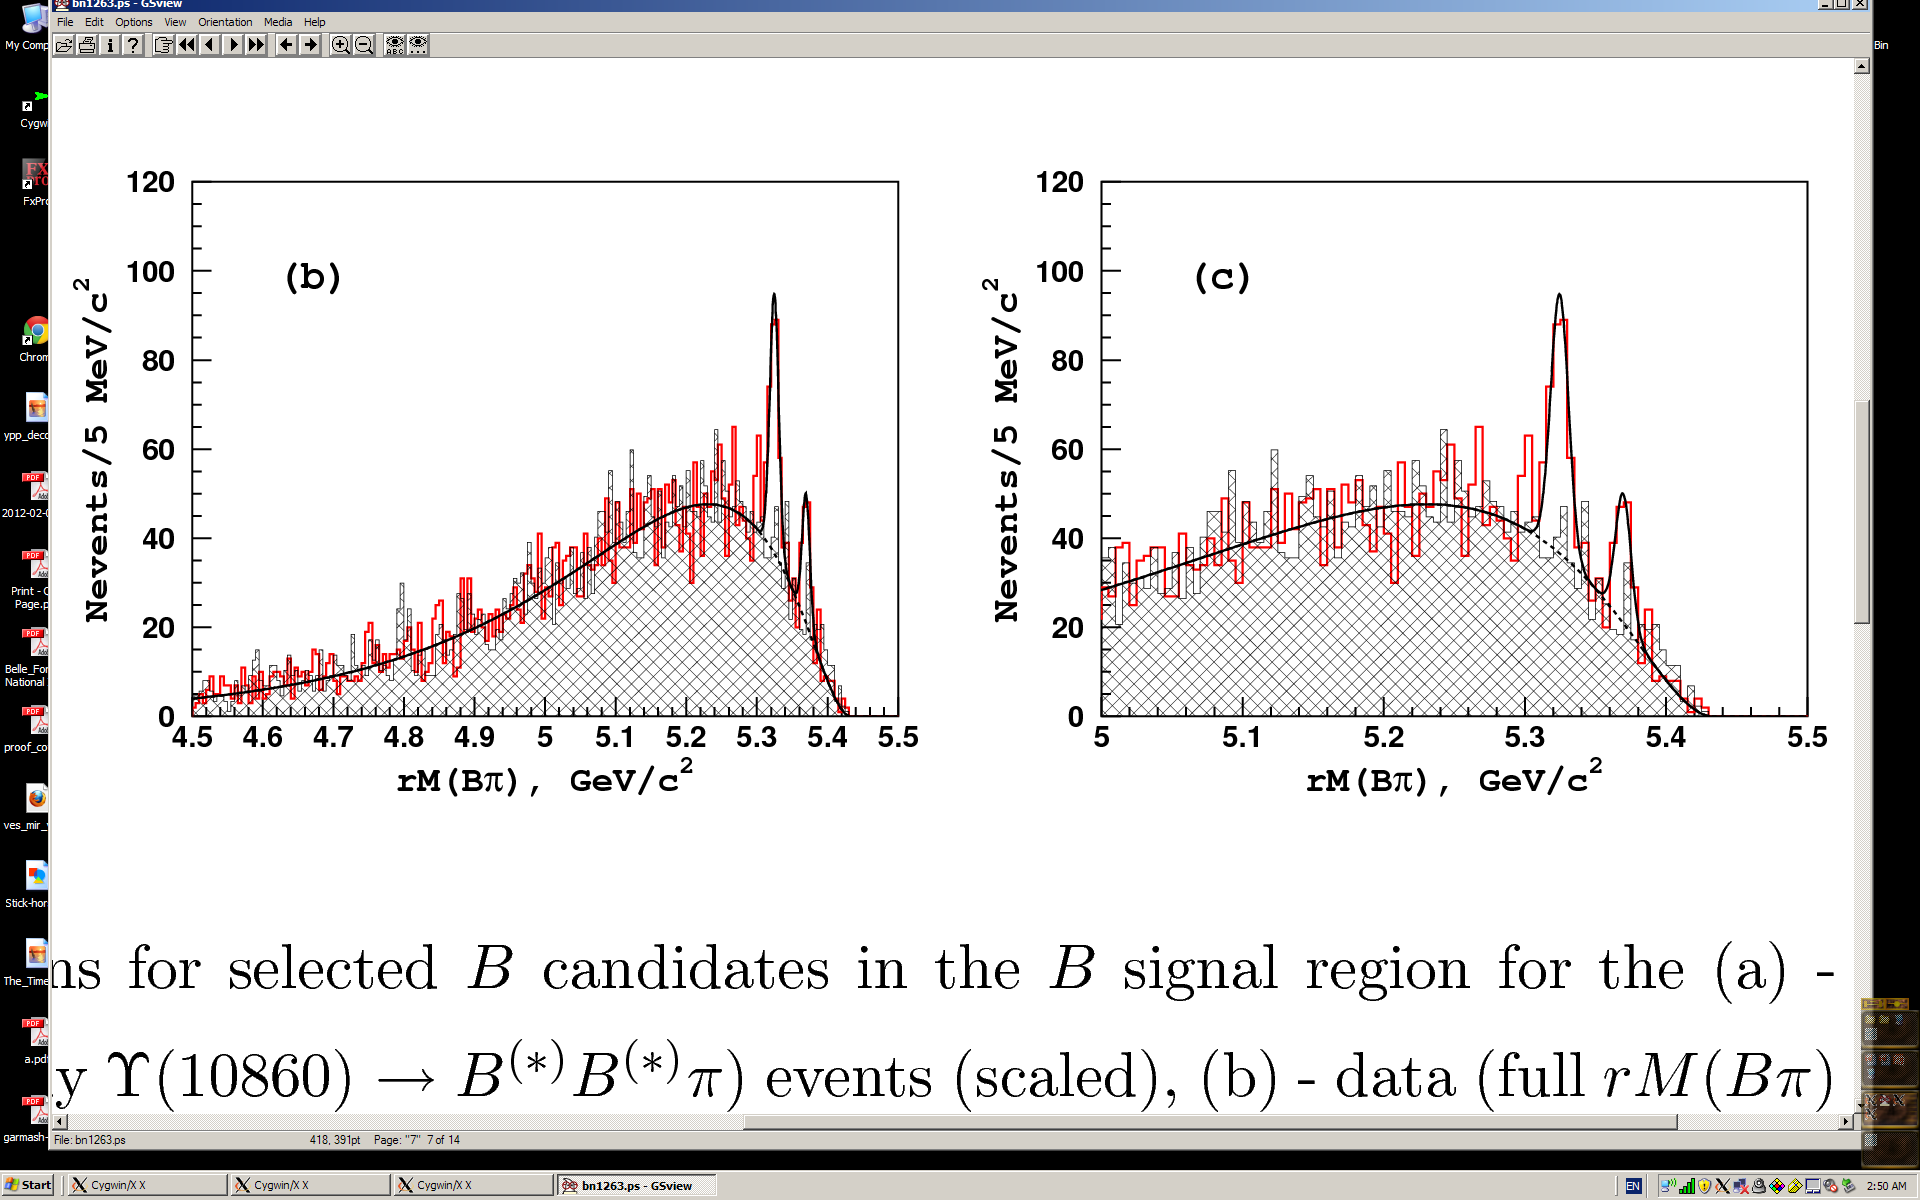 bn1263.ps - GSview
File Edit Options View Orientation Media Help
My Comp
Cygw
FxPro
Chrom
ypp_deco
2012-02-
Print - C
Page.p
Belle_For
National
proof_co
ves_mir_
Stick-hor
The_Time
a.pdf
garmash-
Bin
120
100
80
60
40
20
0
(b)
Nevents/5 MeV/c²
4.5 4.6 4.7 4.8 4.9 5 5.1 5.2 5.3 5.4 5.5
rM(Bπ), GeV/c²
120
100
80
60
40
20
0
(c)
Nevents/5 MeV/c²
5 5.1 5.2 5.3 5.4 5.5
rM(Bπ), GeV/c²
ns for selected B candidates in the B signal region for the (a) -
y ϒ(10860) → B(*)B(*)π) events (scaled), (b) - data (full rM(Bπ)
File: bn1263.ps 418, 391pt Page: "7" 7 of 14
Start Cygwin/X X Cygwin/X X Cygwin/X X bn1263.ps - GSview EN 2:50 AM